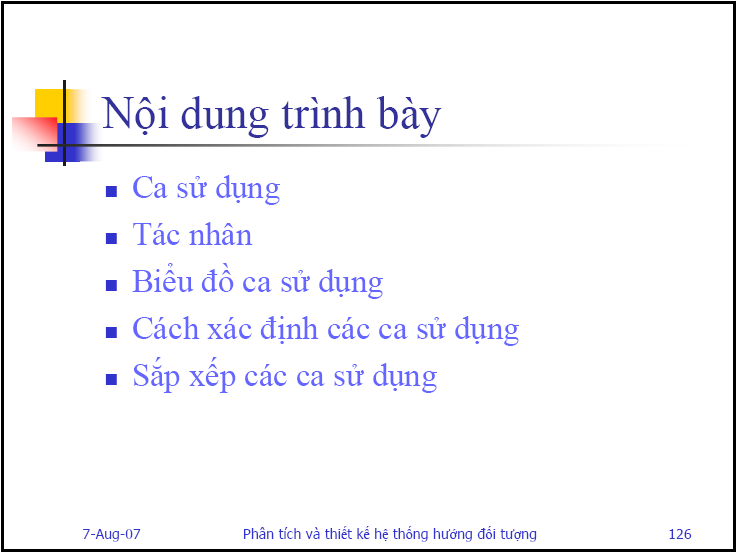 Nội dung trình bày
Ca sử dụng
Tác nhân
Biểu đồ ca sử dụng
Cách xác định các ca sử dụng
Sắp xếp các ca sử dụng
7-Aug-07 Phân tích và thiết kế hệ thống hướng đối tượng 126